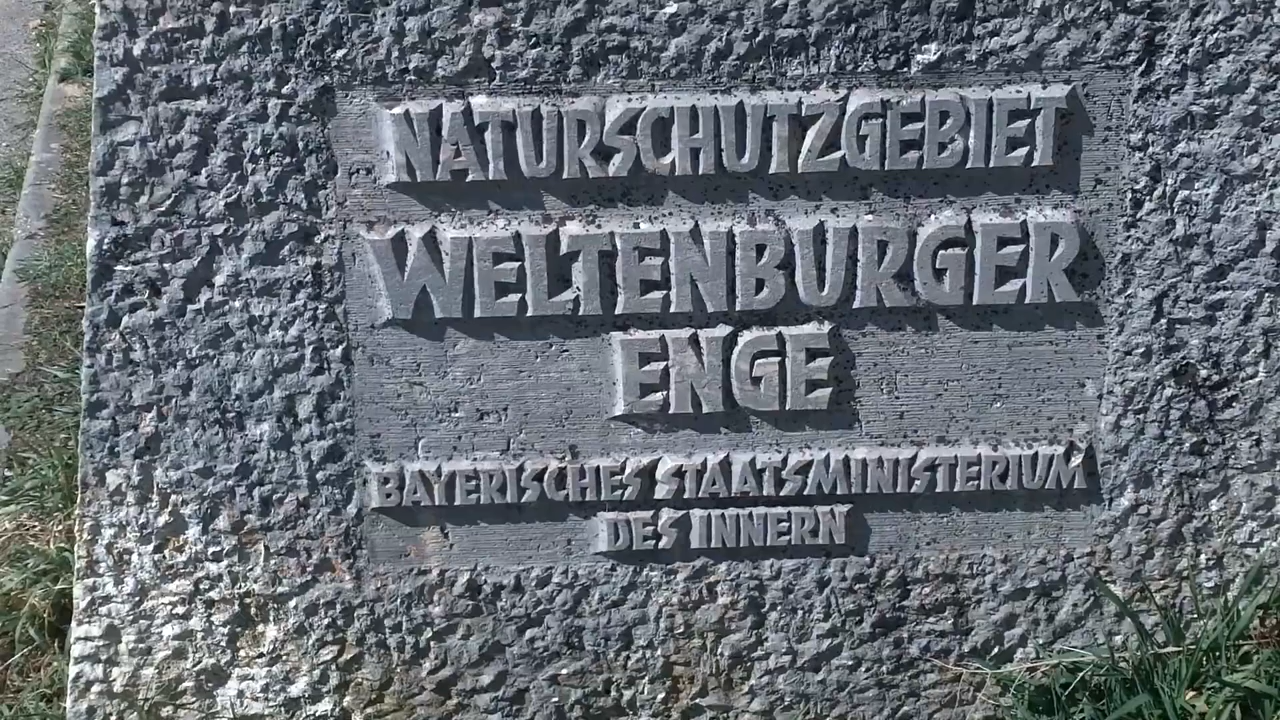 NATURSCHUTZGEBIET
WELTENBURGER
ENGE
BAYERISCHES STAATSMINISTERIUM
DES INNERN